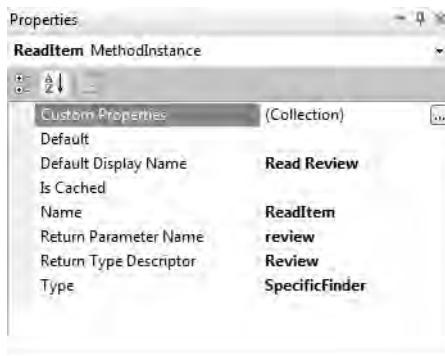 Properties
ReadItem MethodInstance
Custom Properties (Collection) ...
Default
Default Display Name Read Review
Is Cached
Name ReadItem
Return Parameter Name review
Return Type Descriptor Review
Type SpecificFinder